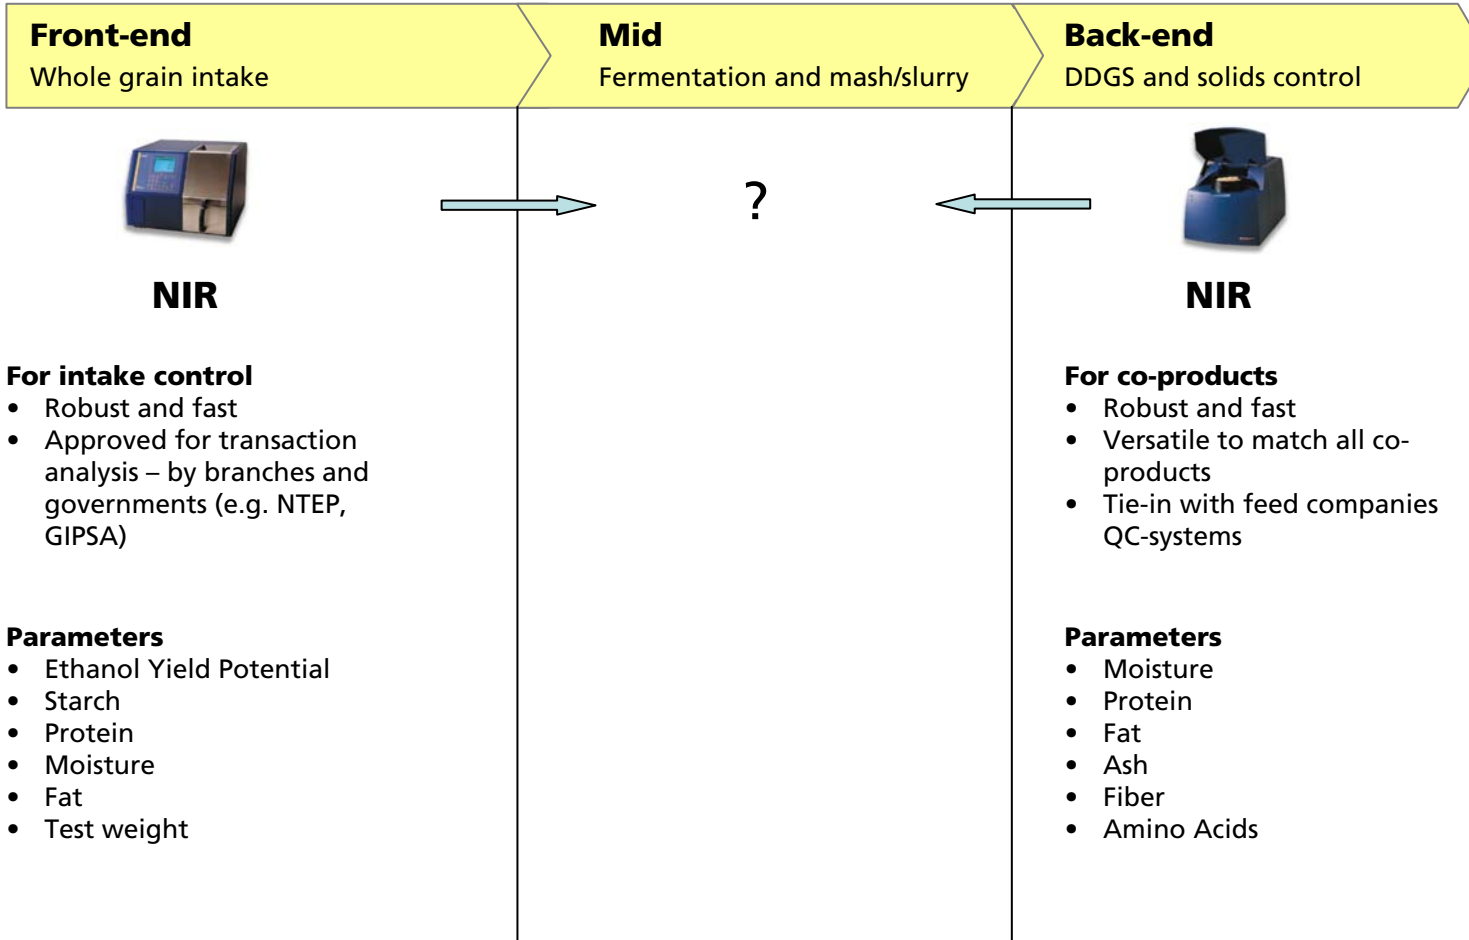 Front-end
Whole grain intake
Mid
Fermentation and mash/slurry
Back-end
DDGS and solids control
?
NIR
For intake control
• Robust and fast
• Approved for transaction
analysis – by branches and
governments (e.g. NTEP,
GIPSA)
Parameters
• Ethanol Yield Potential
• Starch
• Protein
• Moisture
• Fat
• Test weight
NIR
For co-products
• Robust and fast
• Versatile to match all co-
products
• Tie-in with feed companies
QC-systems
Parameters
• Moisture
• Protein
• Fat
• Ash
• Fiber
• Amino Acids